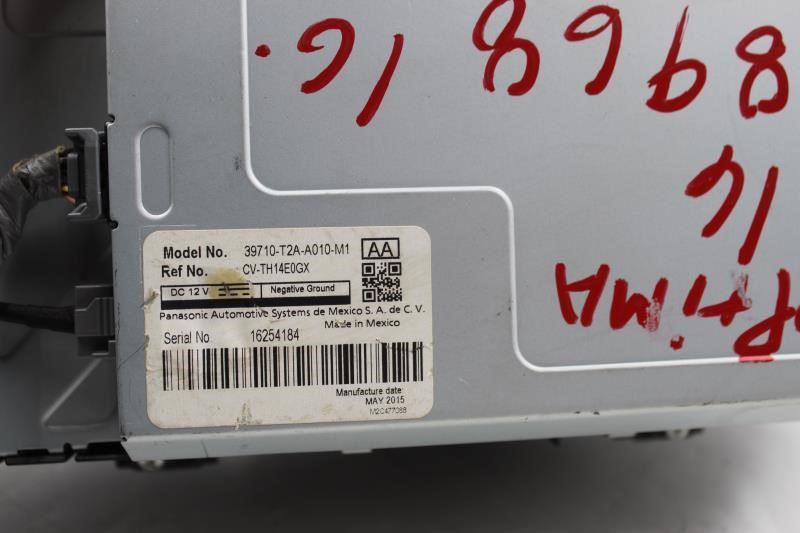 8968
16.
16
Model No. 39710-T2A-A010-M1 AA
Ref No. CV-TH14E0GX
DC 12 V Negative Ground
Panasonic Automotive Systems de Mexico S. A. de C. V.
Made in Mexico
Serial No. 16254184
Manufacture date:
MAY 2015